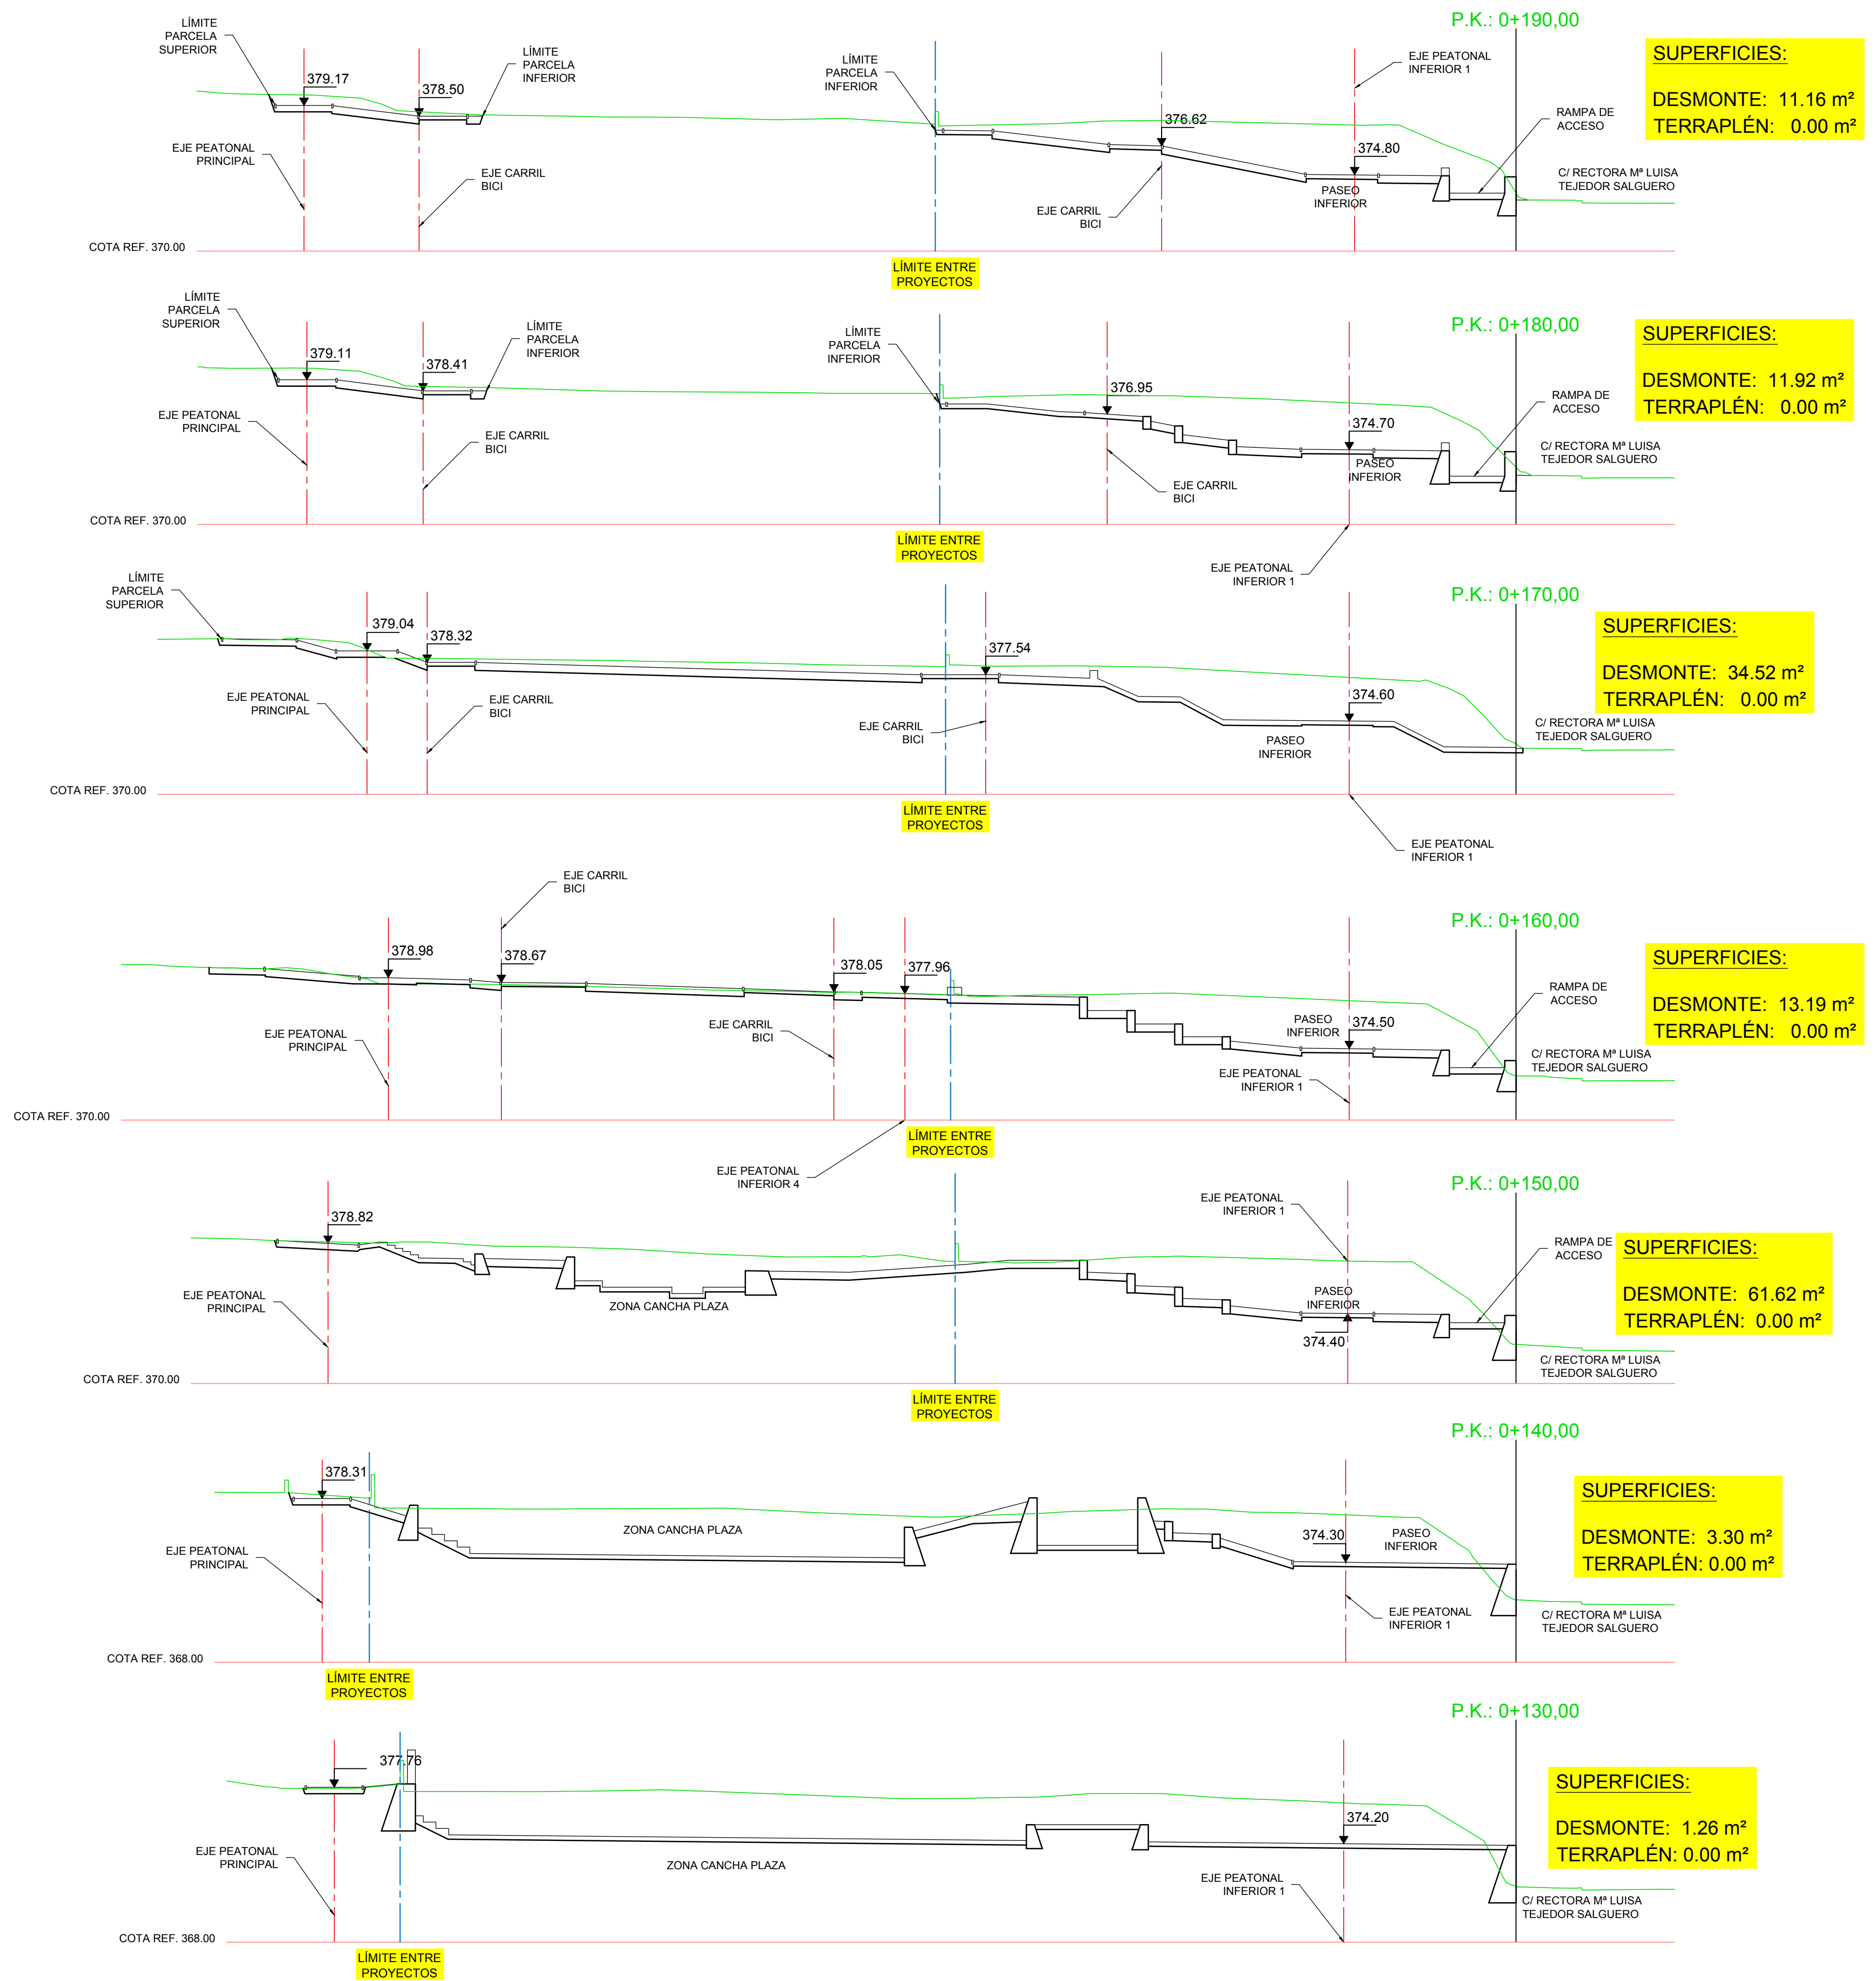 P.K.: 0+190,00
LÍMITE
PARCELA
SUPERIOR
379.17
378.50
LÍMITE
PARCELA
INFERIOR
LÍMITE
PARCELA
INFERIOR
376.62
EJE PEATONAL
INFERIOR 1
374.80
RAMPA DE
ACCESO
SUPERFICIES:
DESMONTE: 11.16 m²
TERRAPLÉN: 0.00 m²
EJE PEATONAL
PRINCIPAL
EJE CARRIL
BICI
EJE CARRIL
BICI
PASEO
INFERIOR
C/ RECTORA Mª LUISA
TEJEDOR SALGUERO
COTA REF. 370.00
LÍMITE ENTRE
PROYECTOS
P.K.: 0+180,00
LÍMITE
PARCELA
SUPERIOR
379.11
378.41
LÍMITE
PARCELA
INFERIOR
LÍMITE
PARCELA
INFERIOR
376.95
374.70
RAMPA DE
ACCESO
SUPERFICIES:
DESMONTE: 11.92 m²
TERRAPLÉN: 0.00 m²
EJE PEATONAL
PRINCIPAL
EJE CARRIL
BICI
EJE CARRIL
BICI
PASEO
INFERIOR
C/ RECTORA Mª LUISA
TEJEDOR SALGUERO
COTA REF. 370.00
LÍMITE ENTRE
PROYECTOS
EJE PEATONAL
INFERIOR 1
P.K.: 0+170,00
LÍMITE
PARCELA
SUPERIOR
379.04
378.32
377.54
374.60
SUPERFICIES:
DESMONTE: 34.52 m²
TERRAPLÉN: 0.00 m²
EJE PEATONAL
PRINCIPAL
EJE CARRIL
BICI
EJE CARRIL
BICI
PASEO
INFERIOR
C/ RECTORA Mª LUISA
TEJEDOR SALGUERO
COTA REF. 370.00
LÍMITE ENTRE
PROYECTOS
EJE PEATONAL
INFERIOR 1
P.K.: 0+160,00
EJE CARRIL
BICI
378.98
378.67
378.05
377.96
PASEO
INFERIOR
374.50
RAMPA DE
ACCESO
SUPERFICIES:
DESMONTE: 13.19 m²
TERRAPLÉN: 0.00 m²
EJE PEATONAL
PRINCIPAL
EJE CARRIL
BICI
EJE PEATONAL
INFERIOR 1
C/ RECTORA Mª LUISA
TEJEDOR SALGUERO
COTA REF. 370.00
LÍMITE ENTRE
PROYECTOS
EJE PEATONAL
INFERIOR 4
P.K.: 0+150,00
378.82
EJE PEATONAL
INFERIOR 1
RAMPA DE
ACCESO
SUPERFICIES:
DESMONTE: 61.62 m²
TERRAPLÉN: 0.00 m²
EJE PEATONAL
PRINCIPAL
ZONA CANCHA PLAZA
PASEO
INFERIOR
374.40
C/ RECTORA Mª LUISA
TEJEDOR SALGUERO
COTA REF. 370.00
LÍMITE ENTRE
PROYECTOS
P.K.: 0+140,00
378.31
ZONA CANCHA PLAZA
374.30
PASEO
INFERIOR
SUPERFICIES:
DESMONTE: 3.30 m²
TERRAPLÉN: 0.00 m²
EJE PEATONAL
PRINCIPAL
EJE PEATONAL
INFERIOR 1
C/ RECTORA Mª LUISA
TEJEDOR SALGUERO
COTA REF. 368.00
LÍMITE ENTRE
PROYECTOS
P.K.: 0+130,00
377.76
374.20
SUPERFICIES:
DESMONTE: 1.26 m²
TERRAPLÉN: 0.00 m²
EJE PEATONAL
PRINCIPAL
ZONA CANCHA PLAZA
EJE PEATONAL
INFERIOR 1
C/ RECTORA Mª LUISA
TEJEDOR SALGUERO
COTA REF. 368.00
LÍMITE ENTRE
PROYECTOS